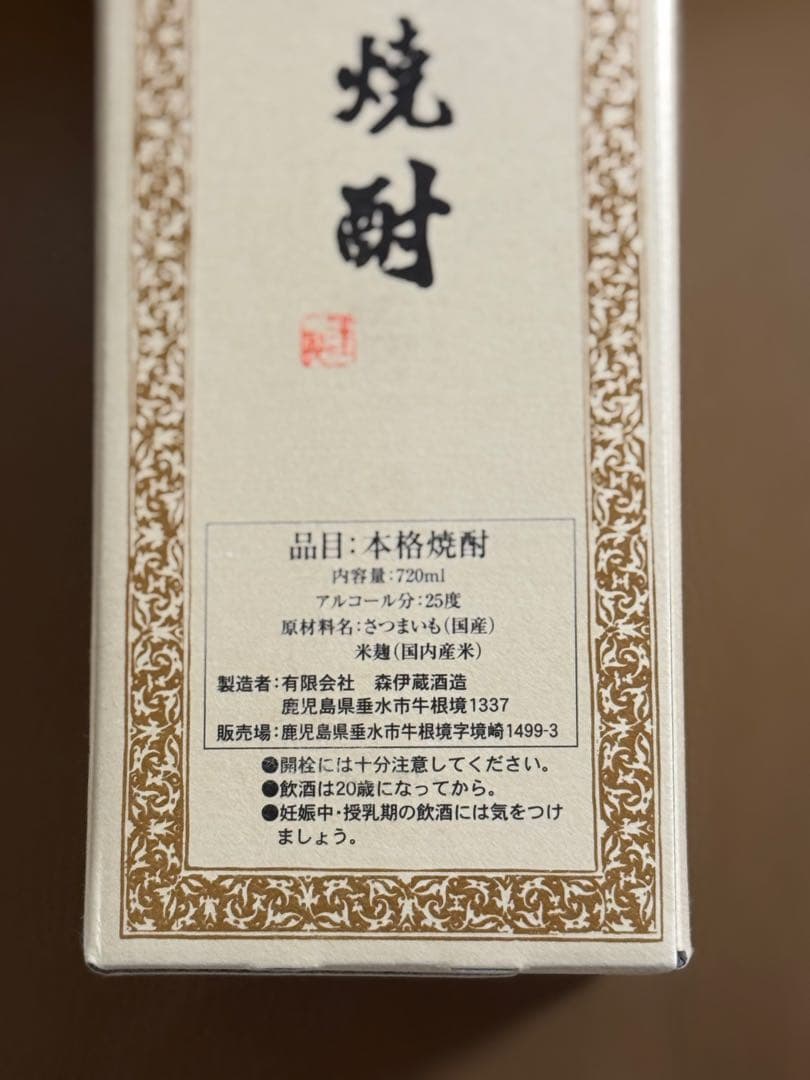 焼酎
品目：本格焼酎
内容量：720ml
アルコール分：25度
原材料名：さつまいも（国産）
米麹（国内産米）
製造者：有限会社　森伊蔵酒造
鹿児島県垂水市牛根境1337
販売場：鹿児島県垂水市牛根境字境崎1499-3
●開栓には十分注意してください。
●飲酒は20歳になってから。
●妊娠中・授乳期の飲酒には気をつけ
ましょう。